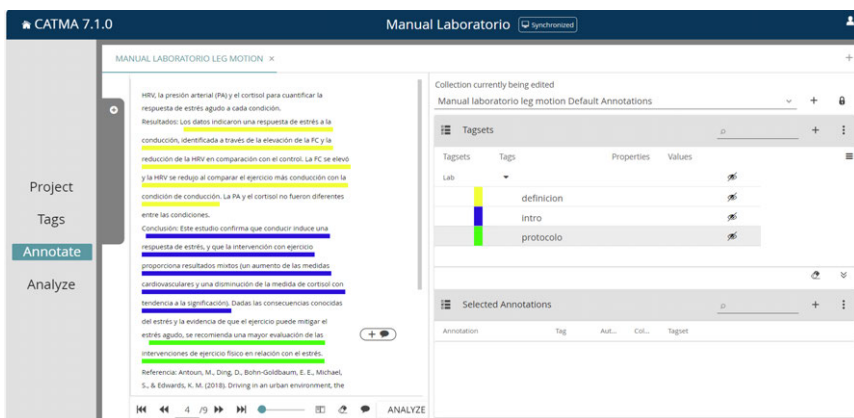 CATMA 7.1.0
Manual Laboratorio
Synchronized
MANUAL LABORATORIO LEG MOTION ×
Project
Tags
Annotate
Analyze
HRV, la presión arterial (PA) y el cortisol para cuantificar la
respuesta de estrés agudo a cada condición.
Resultados: Los datos indicaron una respuesta de estrés a la
conducción, identificada a través de la elevación de la FC y la
reducción de la HRV en comparación con el control. La FC se elevó
y la HRV se redujo al comparar el ejercicio más conducción con la
condición de conducción. La PA y el cortisol no fueron diferentes
entre las condiciones.
Conclusión: Este estudio confirma que conducir induce una
respuesta de estrés, y que la intervención con ejercicio
proporciona resultados mixtos (un aumento de las medidas
cardiovasculares y una disminución de la medida de cortisol con
tendencia a la significación). Dadas las consecuencias conocidas
del estrés y la evidencia de que el ejercicio puede mitigar el
estrés agudo, se recomienda una mayor evaluación de las
intervenciones de ejercicio físico en relación con el estrés.
Referencia: Antoun, M., Ding, D., Bohn-Goldbaum, E. E., Michael,
S., & Edwards, K. M. (2018). Driving in an urban environment, the
4 /9
ANALYZE
Collection currently being edited
Manual laboratorio leg motion Default Annotations
Tagsets
Tagsets Tags Properties Values
Lab
definicion
intro
protocolo
Selected Annotations
Annotation Tag Aut... Col... Tagset